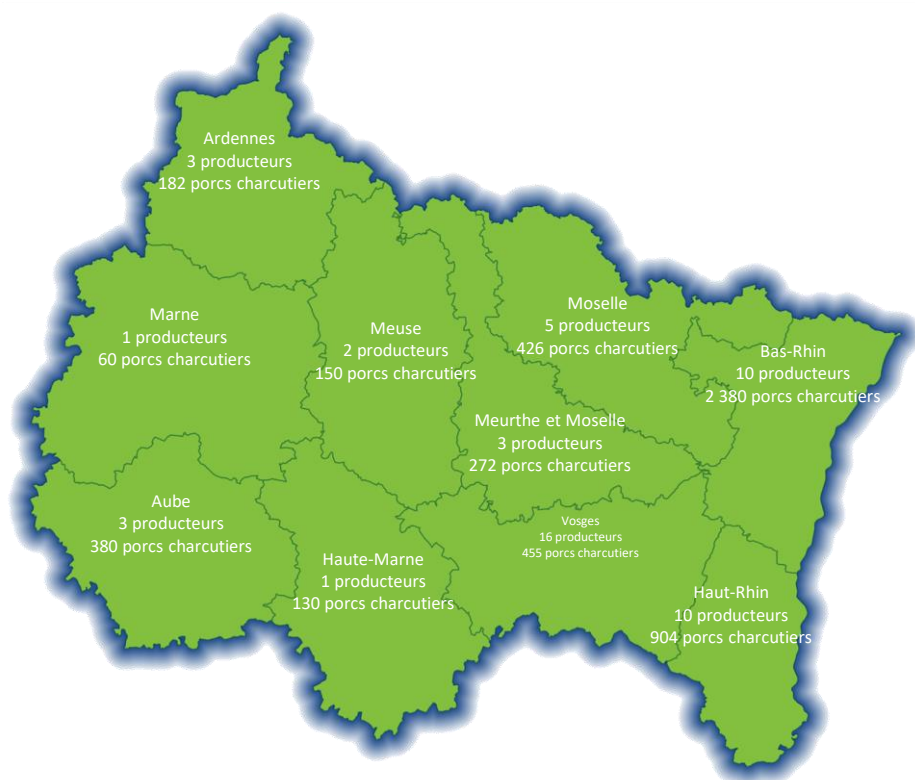 Ardennes
3 producteurs
182 porcs charcutiers
Marne
1 producteurs
60 porcs charcutiers
Meuse
2 producteurs
150 porcs charcutiers
Moselle
5 producteurs
426 porcs charcutiers
Bas-Rhin
10 producteurs
2 380 porcs charcutiers
Meurthe et Moselle
3 producteurs
272 porcs charcutiers
Aube
3 producteurs
380 porcs charcutiers
Haute-Marne
1 producteurs
130 porcs charcutiers
Vosges
16 producteurs
455 porcs charcutiers
Haut-Rhin
10 producteurs
904 porcs charcutiers